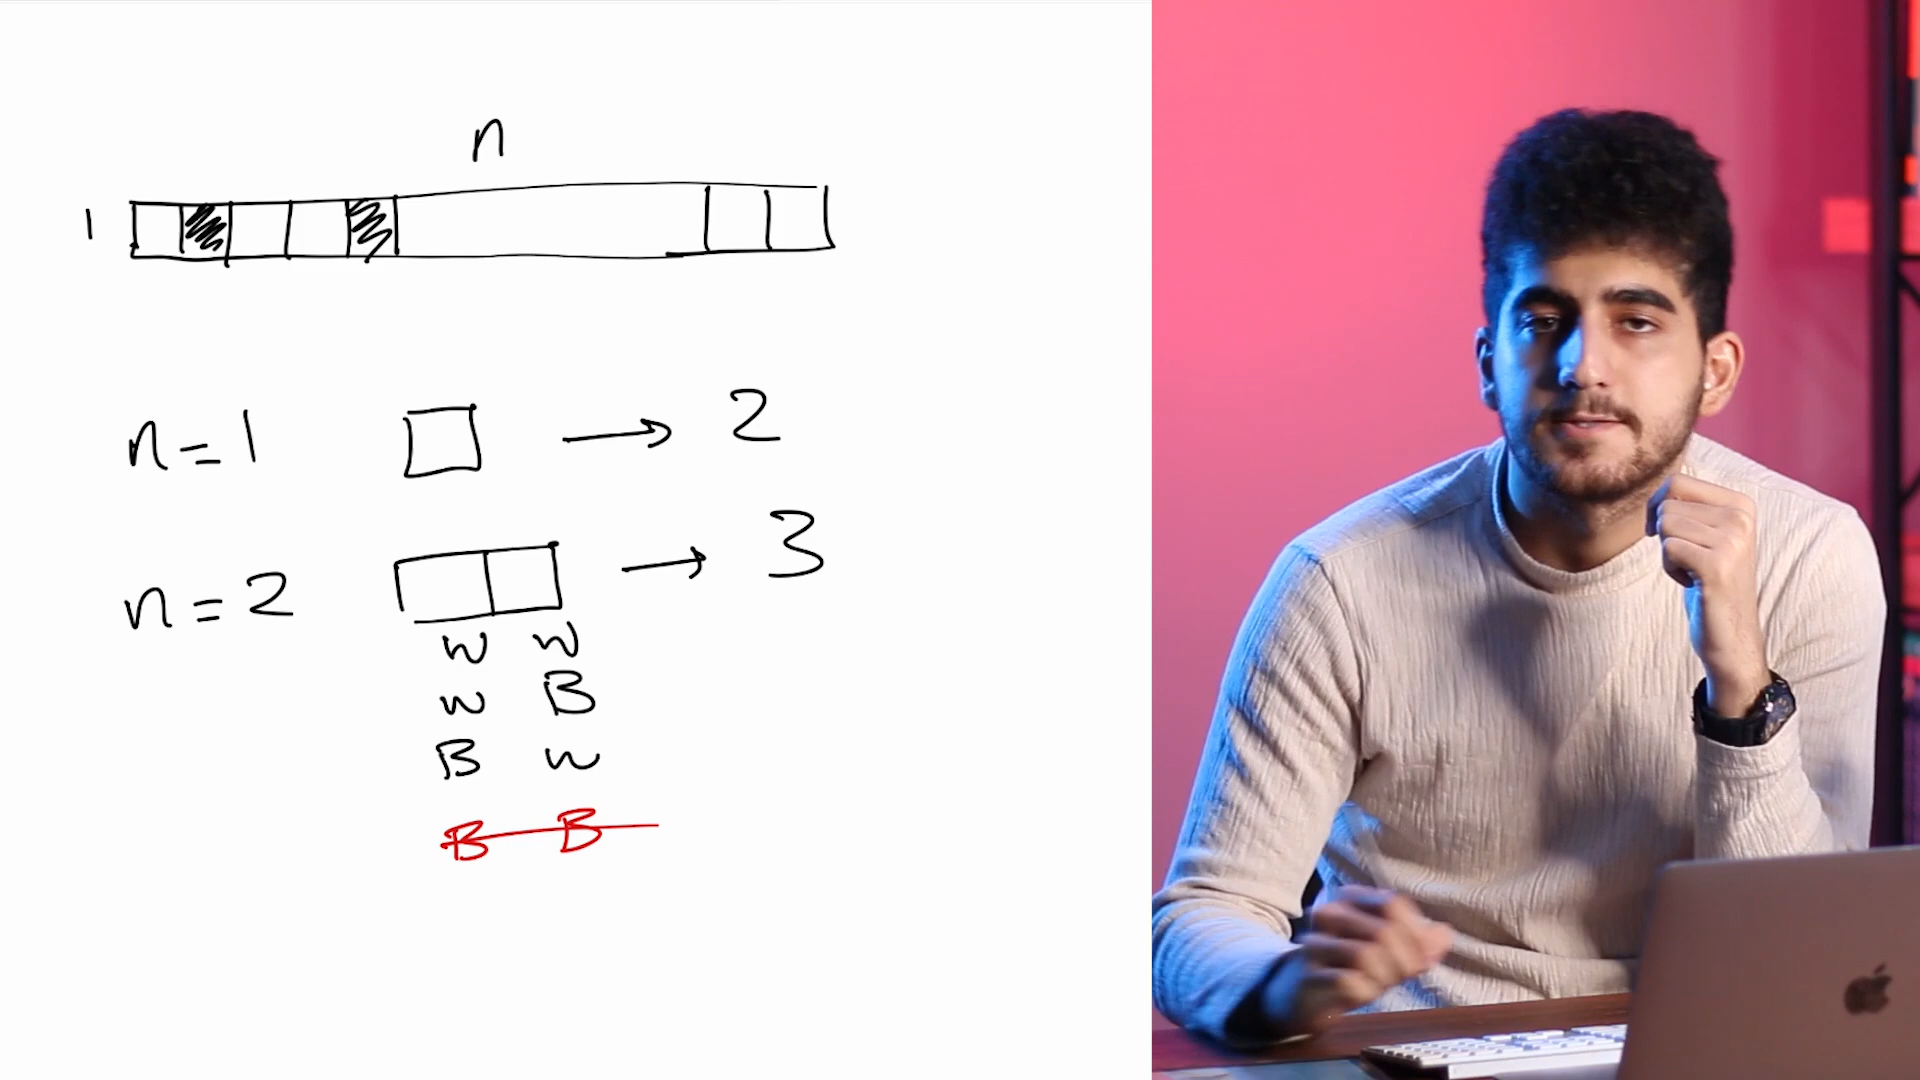 n
1
n = 1 → 2
n = 2 → 3
W W
W B
B W
B B